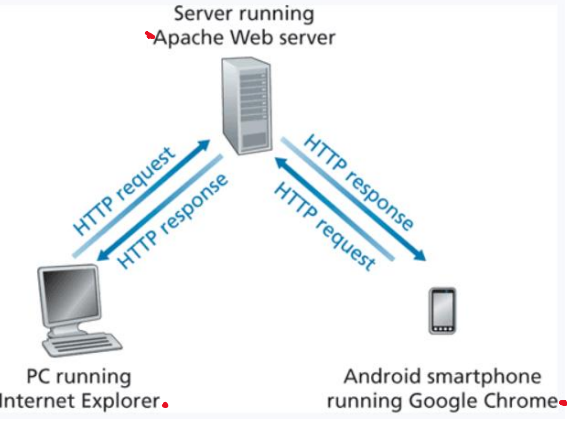 Server running
Apache Web server
HTTP request
HTTP response
HTTP response
HTTP request
PC running
Internet Explorer
Android smartphone
running Google Chrome